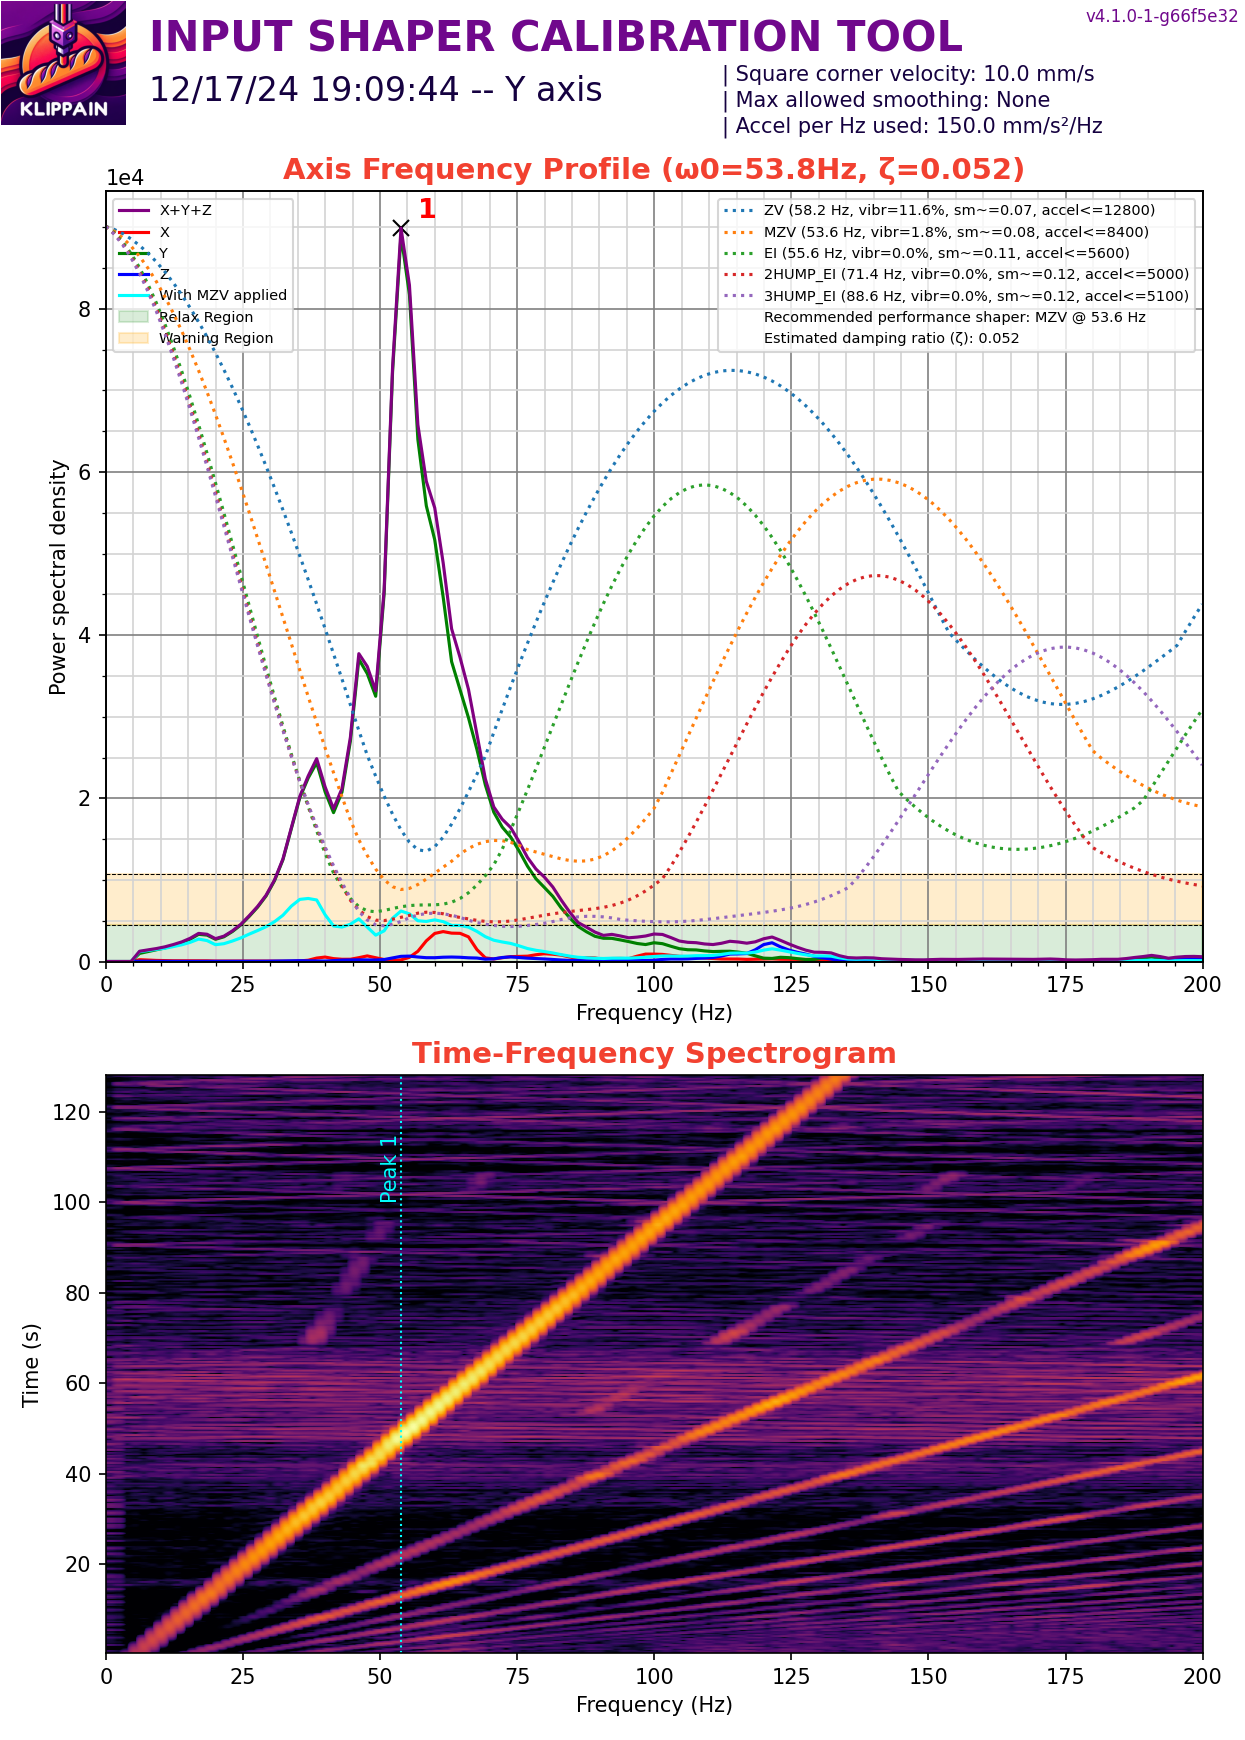 v4.1.0-1-g66f5e32
KLIPPAIN
INPUT SHAPER CALIBRATION TOOL
12/17/24 19:09:44 -- Y axis
| Square corner velocity: 10.0 mm/s
| Max allowed smoothing: None
| Accel per Hz used: 150.0 mm/s²/Hz
Axis Frequency Profile (ω0=53.8Hz, ζ=0.052)
1e4
1
X+Y+Z
X
Y
Z
With MZV applied
Relax Region
Warning Region
ZV (58.2 Hz, vibr=11.6%, sm~=0.07, accel<=12800)
MZV (53.6 Hz, vibr=1.8%, sm~=0.08, accel<=8400)
EI (55.6 Hz, vibr=0.0%, sm~=0.11, accel<=5600)
2HUMP_EI (71.4 Hz, vibr=0.0%, sm~=0.12, accel<=5000)
3HUMP_EI (88.6 Hz, vibr=0.0%, sm~=0.12, accel<=5100)
Recommended performance shaper: MZV @ 53.6 Hz
Estimated damping ratio (ζ): 0.052
Power spectral density
8
6
4
2
0
0 25 50 75 100 125 150 175 200
Frequency (Hz)
Time-Frequency Spectrogram
Peak 1
Time (s)
120
100
80
60
40
20
0 25 50 75 100 125 150 175 200
Frequency (Hz)